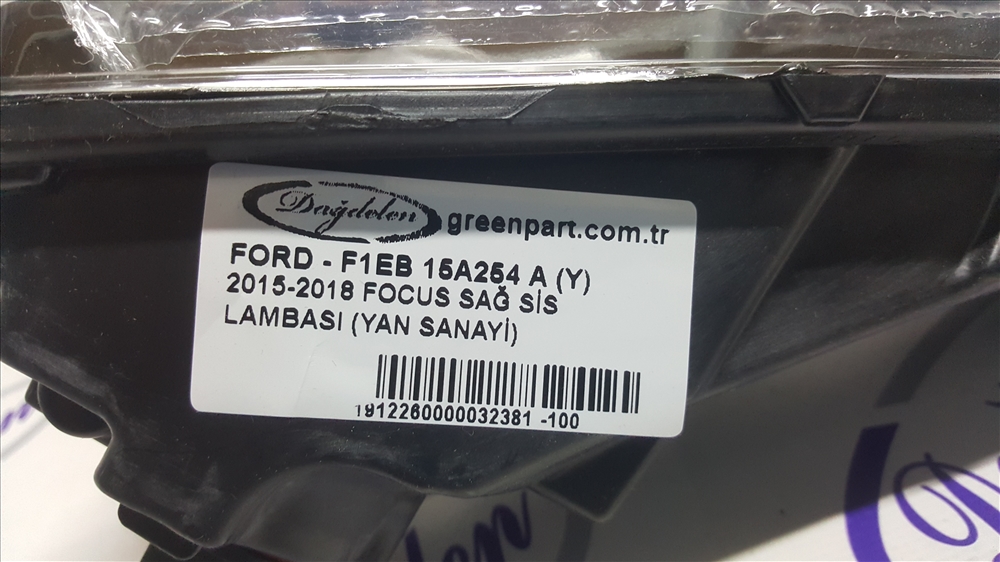 Dağdelen greenpart.com.tr
FORD - F1EB 15A254 A (Y)
2015-2018 FOCUS SAĞ SİS
LAMBASI (YAN SANAYİ)
1912260000032381 -100